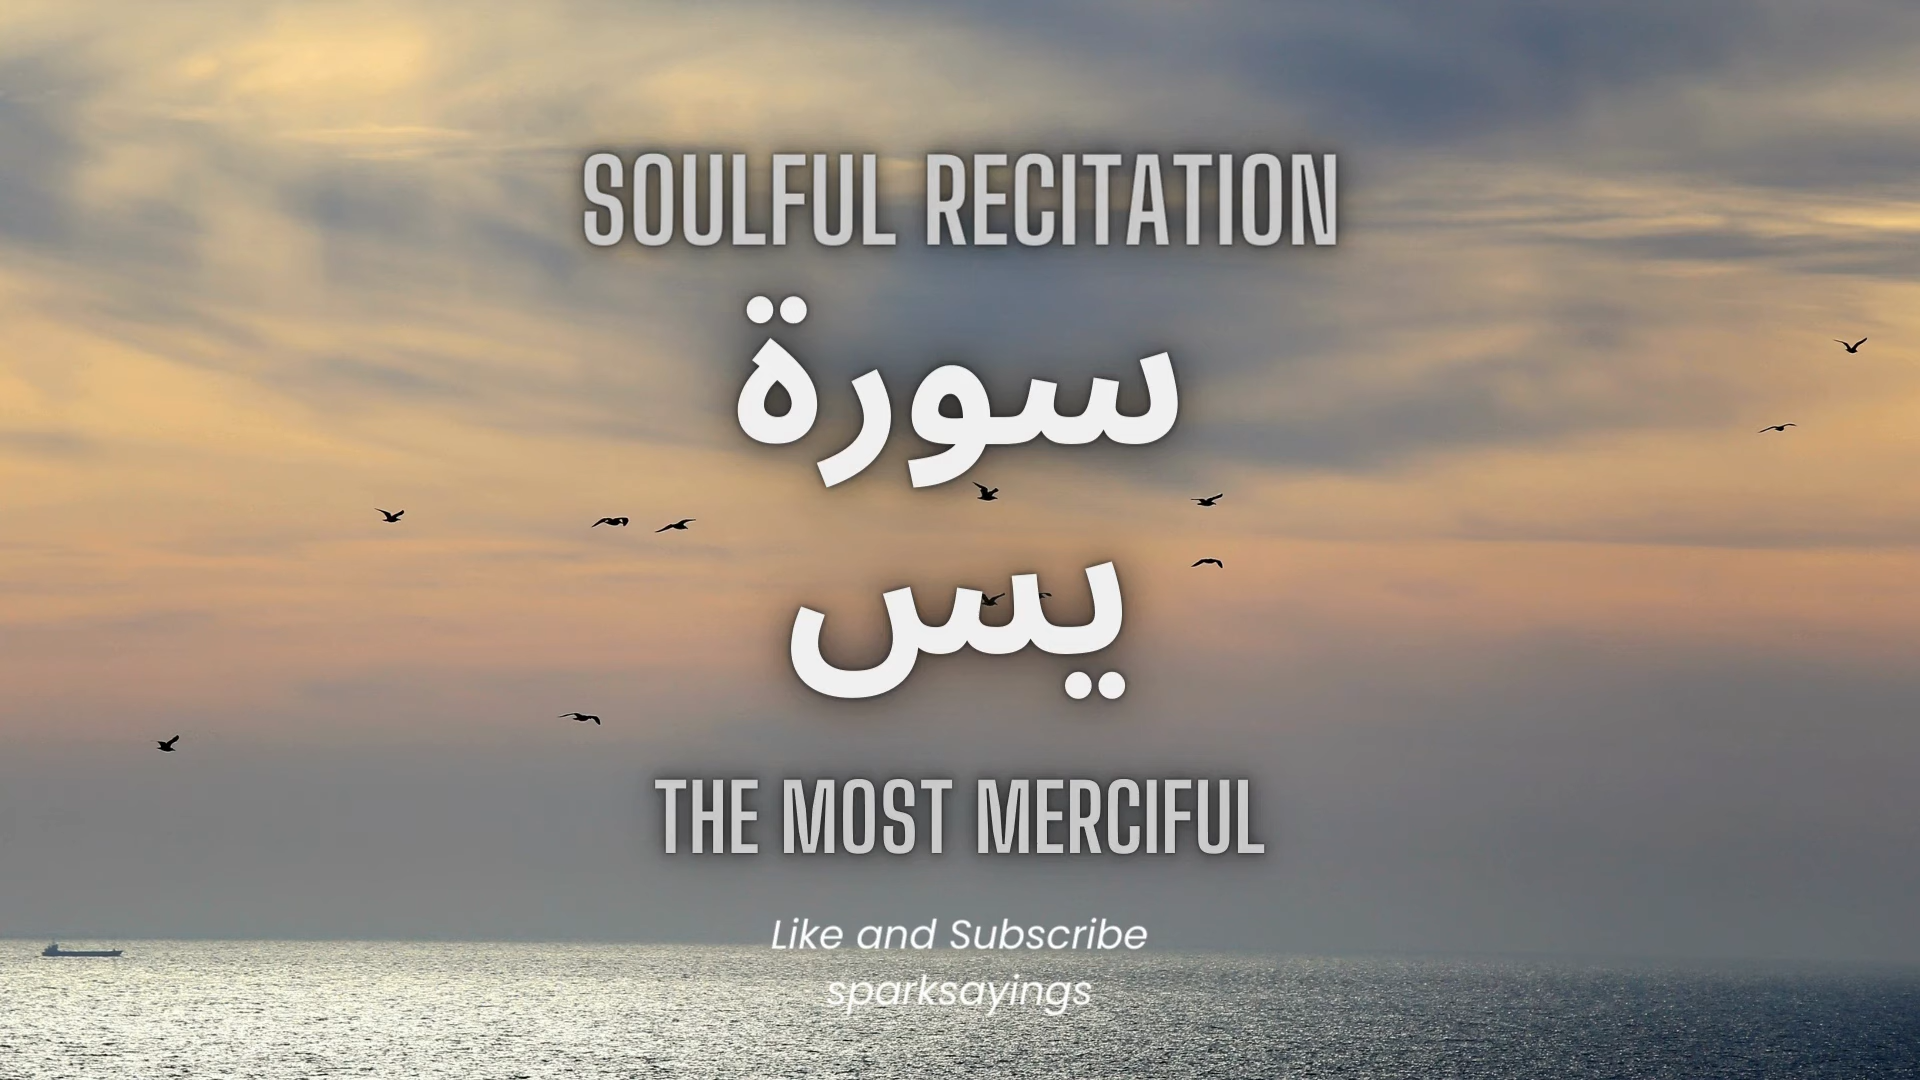 SOULFUL RECITATION
سورة
يس
THE MOST MERCIFUL
Like and Subscribe
sparksayings